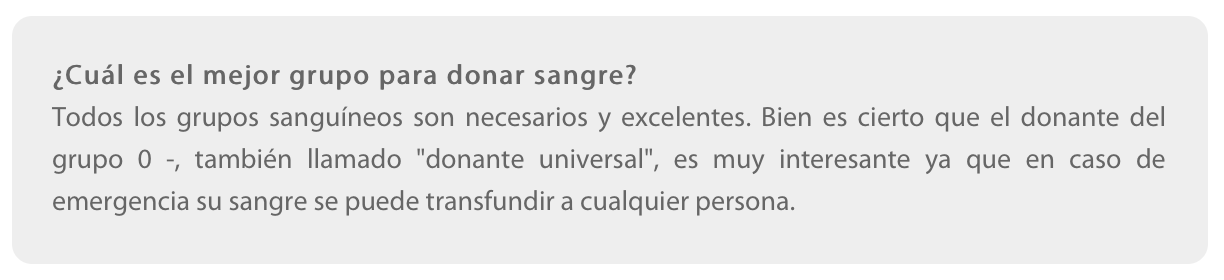 ¿Cuál es el mejor grupo para donar sangre?
Todos los grupos sanguíneos son necesarios y excelentes. Bien es cierto que el donante del
grupo 0 -, también llamado "donante universal", es muy interesante ya que en caso de
emergencia su sangre se puede transfundir a cualquier persona.